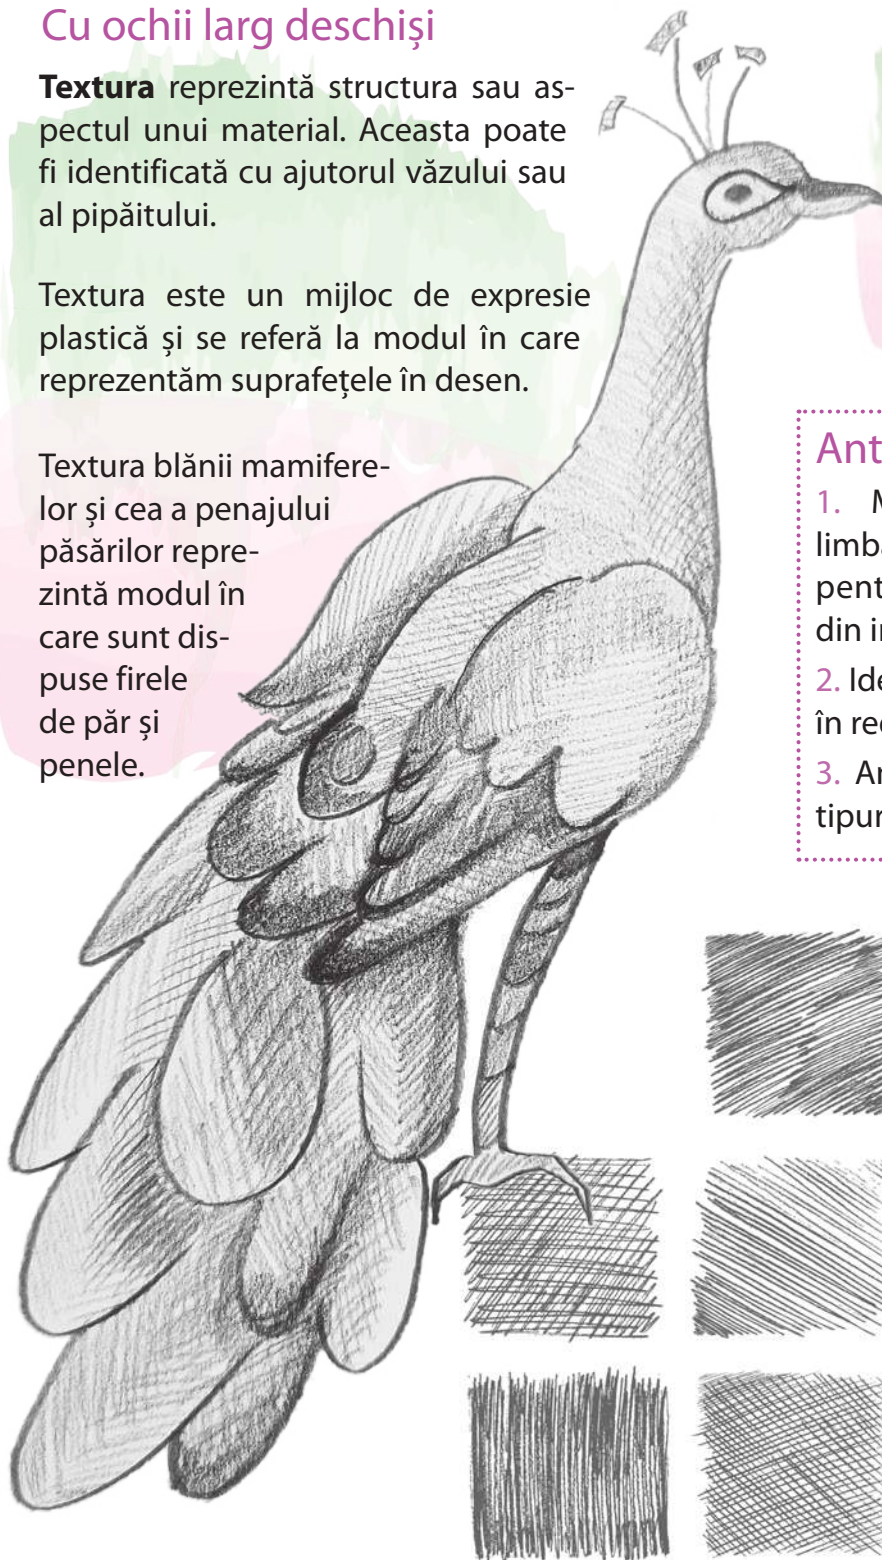 Cu ochii larg deschiși
Textura reprezintă structura sau as-
pectul unui material. Aceasta poate
fi identificată cu ajutorul văzului sau
al pipăitului.
Textura este un mijloc de expresie
plastică și se referă la modul în care
reprezentăm suprafețele în desen.
Textura blănii mamifere-
lor și cea a penajului
păsărilor repre-
zintă modul în
care sunt dis-
puse firele
de păr și
penele.
Ant
1. M
limba
pent
din i
2. Ide
în re
3. A
tipur